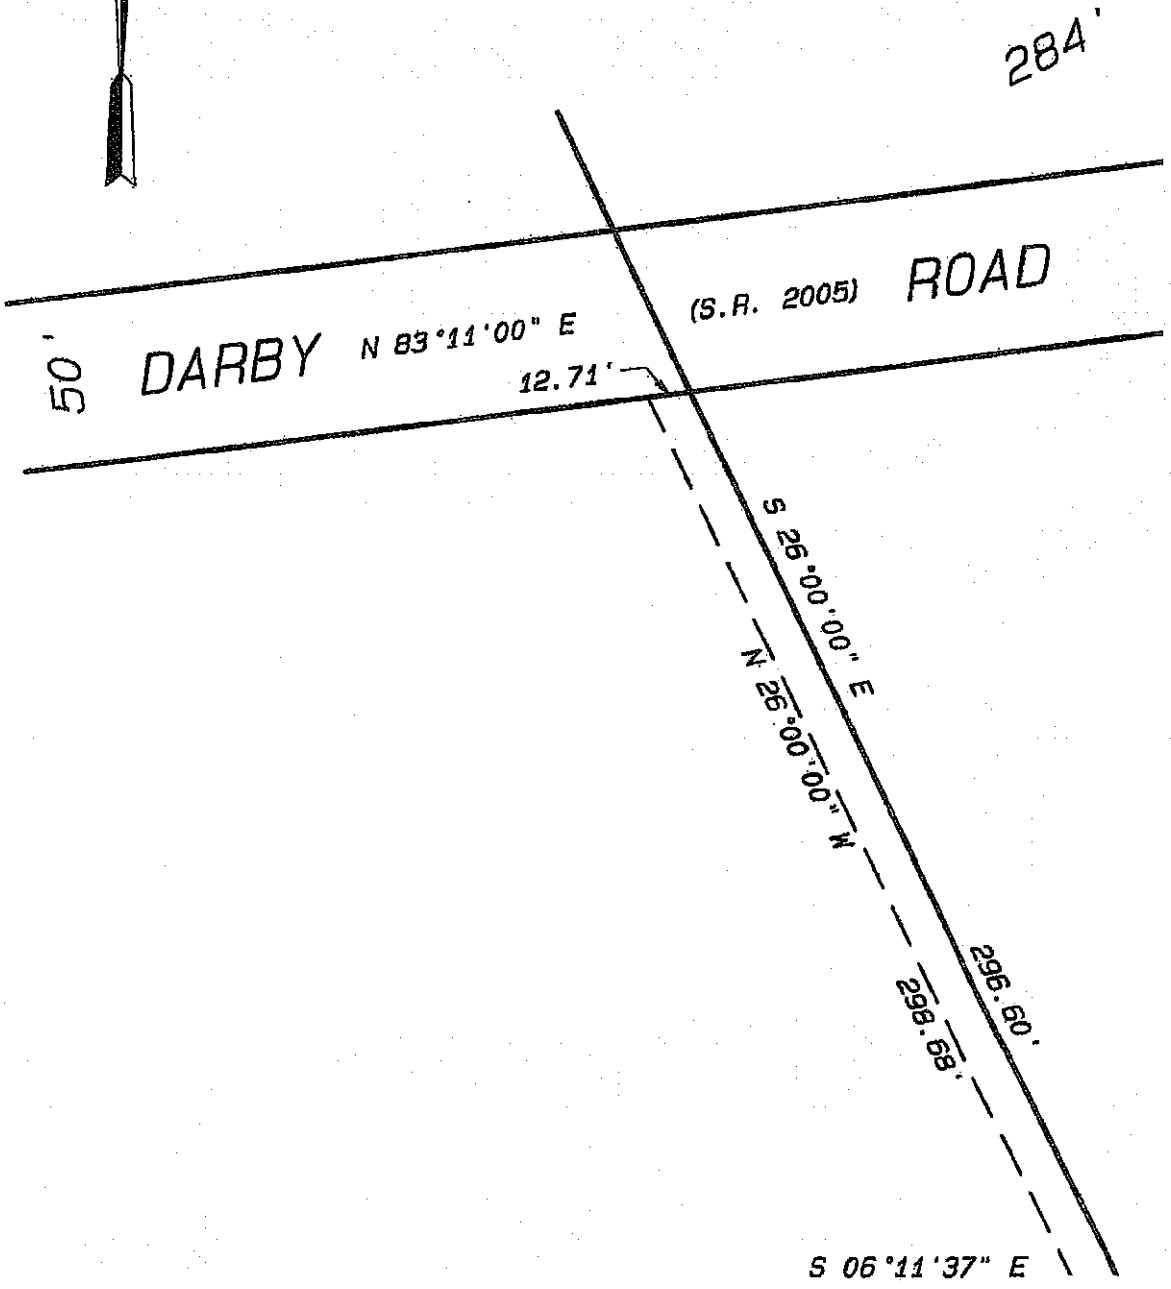 284'
50'
DARBY
N 83°11'00" E
(S.R. 2005)
ROAD
12.71'
S 26°00'00" E
N 26°00'00" W
296.60'
298.68'
S 06°11'37" E